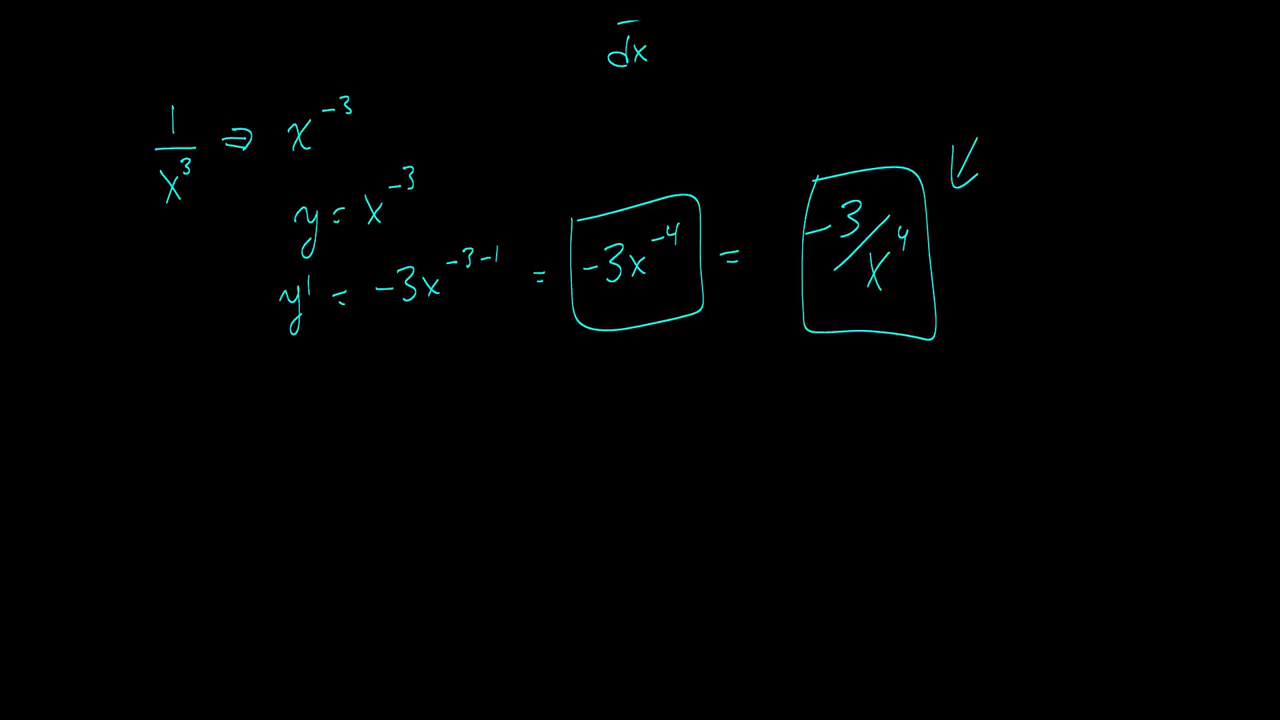 dx
1/x³ ⇒ x⁻³
y = x⁻³
y' = -3x⁻³⁻¹ = -3x⁻⁴ = -3/x⁴